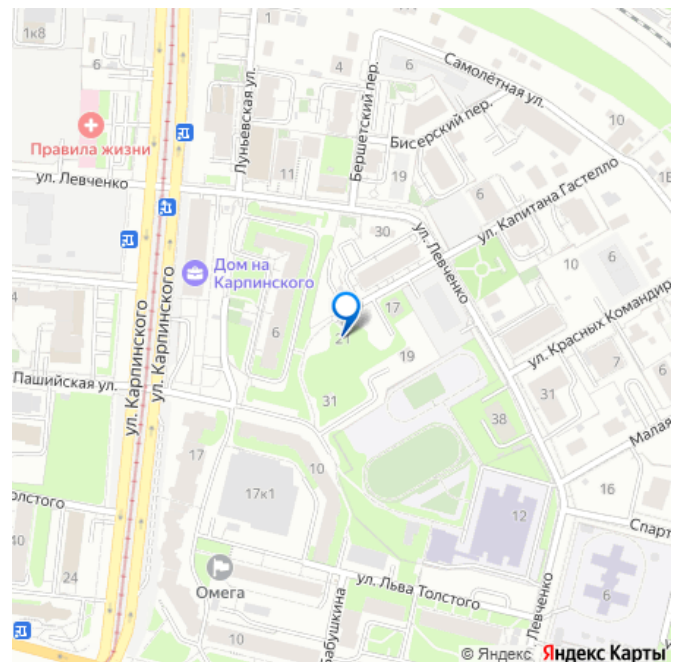 1к8
1
6
4
6
Самолётная ул.
Бершетский пер.
Луньевская ул.
Бисерский пер.
10
Правила жизни
11
19
6
ул. Левченко
ул. Капитана Гастелло
30
ул. Левченко
6
10
Дом на
Карпинского
4
17
21
6
19
ул. Карпинского
ул. Карпинского
ул. Красных Командир
7
6
Пашийская ул.
31
31
38
Малая
17
10
17к1
16
12
олстого
Спарт
40
24
Омега
ул. Льва Толстого
6
Левченко
10
бабушкина
© Яндекс Яндекс Карты